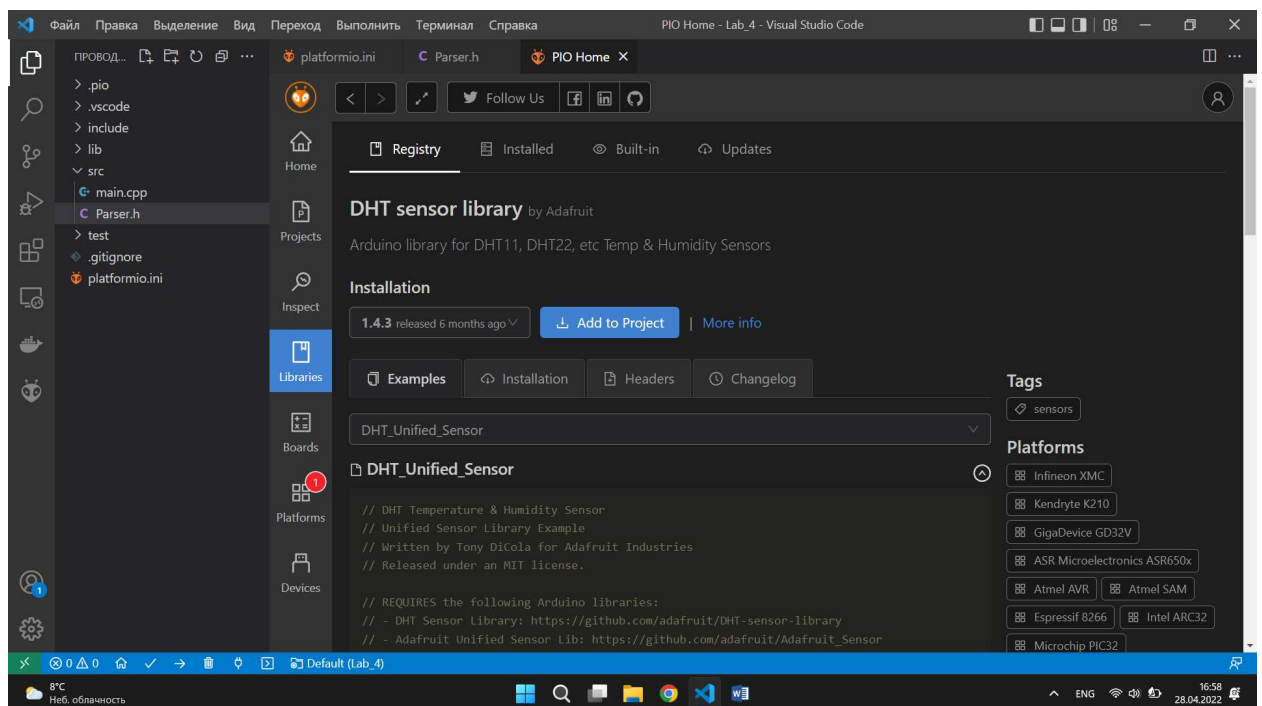 Файл Правка Выделение Вид Переход Выполнить Терминал Справка PIO Home - Lab_4 - Visual Studio Code
ПРОВОД...
.pio
.vscode
include
lib
src
main.cpp
Parser.h
test
.gitignore
platformio.ini
platformio.ini Parser.h PIO Home
Follow Us
Home
Projects
Inspect
Libraries
Boards
1
Platforms
Devices
Registry Installed Built-in Updates
DHT sensor library by Adafruit
Arduino library for DHT11, DHT22, etc Temp & Humidity Sensors
Installation
1.4.3 released 6 months ago Add to Project | More info
Examples Installation Headers Changelog
DHT_Unified_Sensor
DHT_Unified_Sensor
// DHT Temperature & Humidity Sensor
// Unified Sensor Library Example
// Written by Tony DiCola for Adafruit Industries
// Released under an MIT license.
// REQUIRES the following Arduino libraries:
// - DHT Sensor Library: https://github.com/adafruit/DHT-sensor-library
// - Adafruit Unified Sensor Lib: https://github.com/adafruit/Adafruit_Sensor
Tags
sensors
Platforms
Infineon XMC
Kendryte K210
GigaDevice GD32V
ASR Microelectronics ASR650x
Atmel AVR Atmel SAM
Espressif 8266 Intel ARC32
Microchip PIC32
1
0 0 Default (Lab_4)
8°C
Неб. облачность
ENG
16:58
28.04.2022